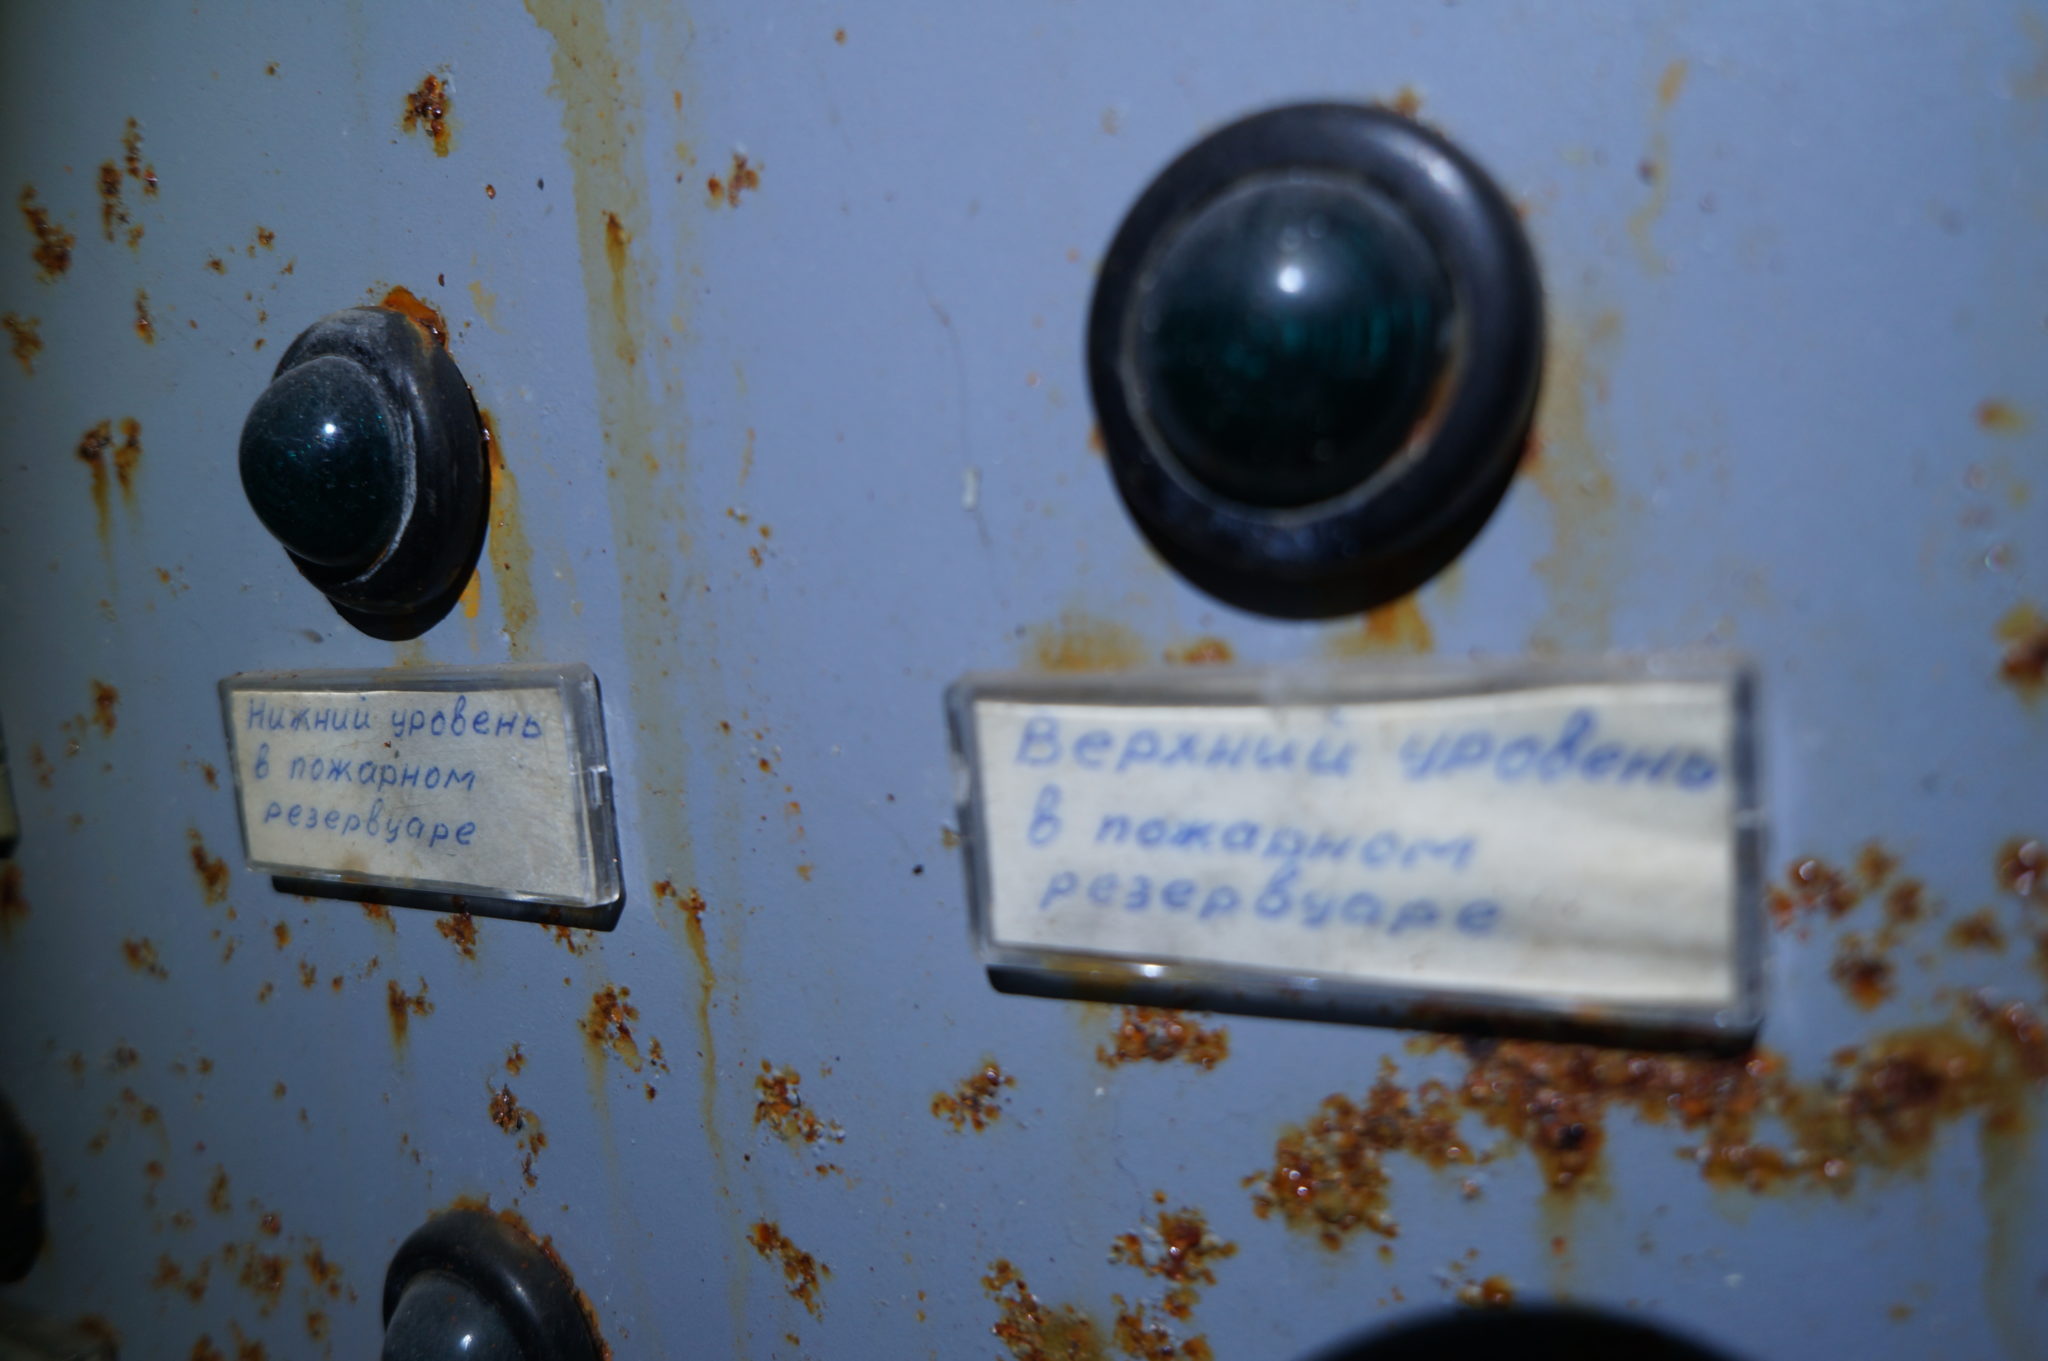 Нижний уровень
в пожарном
резервуаре
Верхний уровень
в пожарном
резервуаре